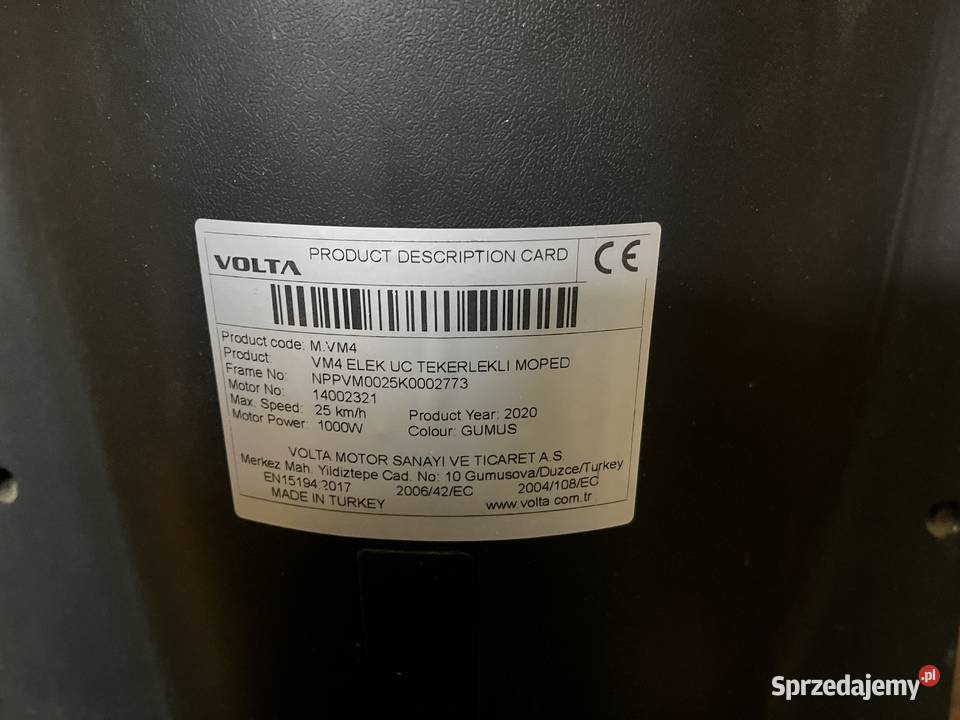 VOLTA PRODUCT DESCRIPTION CARD CE
Product code: M.VM4
Product: VM4 ELEK UC TEKERLEKLI MOPED
Frame No: NPPVM0025K0002773
Motor No: 14002321
Max. Speed: 25 km/h Product Year: 2020
Motor Power: 1000W Colour: GUMUS
VOLTA MOTOR SANAYI VE TICARET A.S.
Merkez Mah. Yildiztepe Cad. No: 10 Gumusova/Duzce/Turkey
EN15194:2017 2006/42/EC 2004/108/EC
MADE IN TURKEY www.volta.com.tr
Sprzedajemy.pl